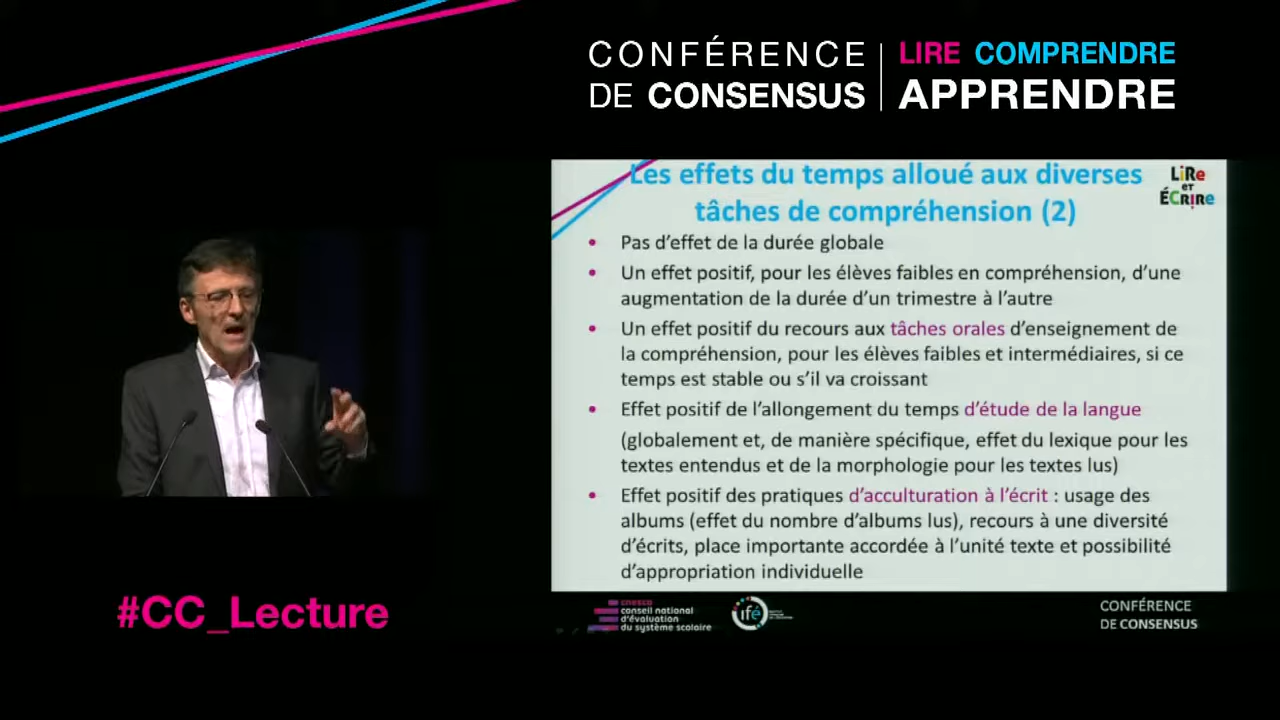 CONFÉRENCE
DE CONSENSUS
LIRE COMPRENDRE
APPRENDRE
Les effets du temps alloué aux diverses
tâches de compréhension (2)
LiRe
ET
ÉCRiRe
• Pas d’effet de la durée globale
• Un effet positif, pour les élèves faibles en compréhension, d’une
augmentation de la durée d’un trimestre à l’autre
• Un effet positif du recours aux tâches orales d’enseignement de
la compréhension, pour les élèves faibles et intermédiaires, si ce
temps est stable ou s’il va croissant
• Effet positif de l’allongement du temps d’étude de la langue
(globalement et, de manière spécifique, effet du lexique pour les
textes entendus et de la morphologie pour les textes lus)
• Effet positif des pratiques d’acculturation à l’écrit : usage des
albums (effet du nombre d’albums lus), recours à une diversité
d’écrits, place importante accordée à l’unité texte et possibilité
d’appropriation individuelle
#CC_Lecture
cnesco
conseil national
d'évaluation
du système scolaire
ifé
CONFÉRENCE
DE CONSENSUS